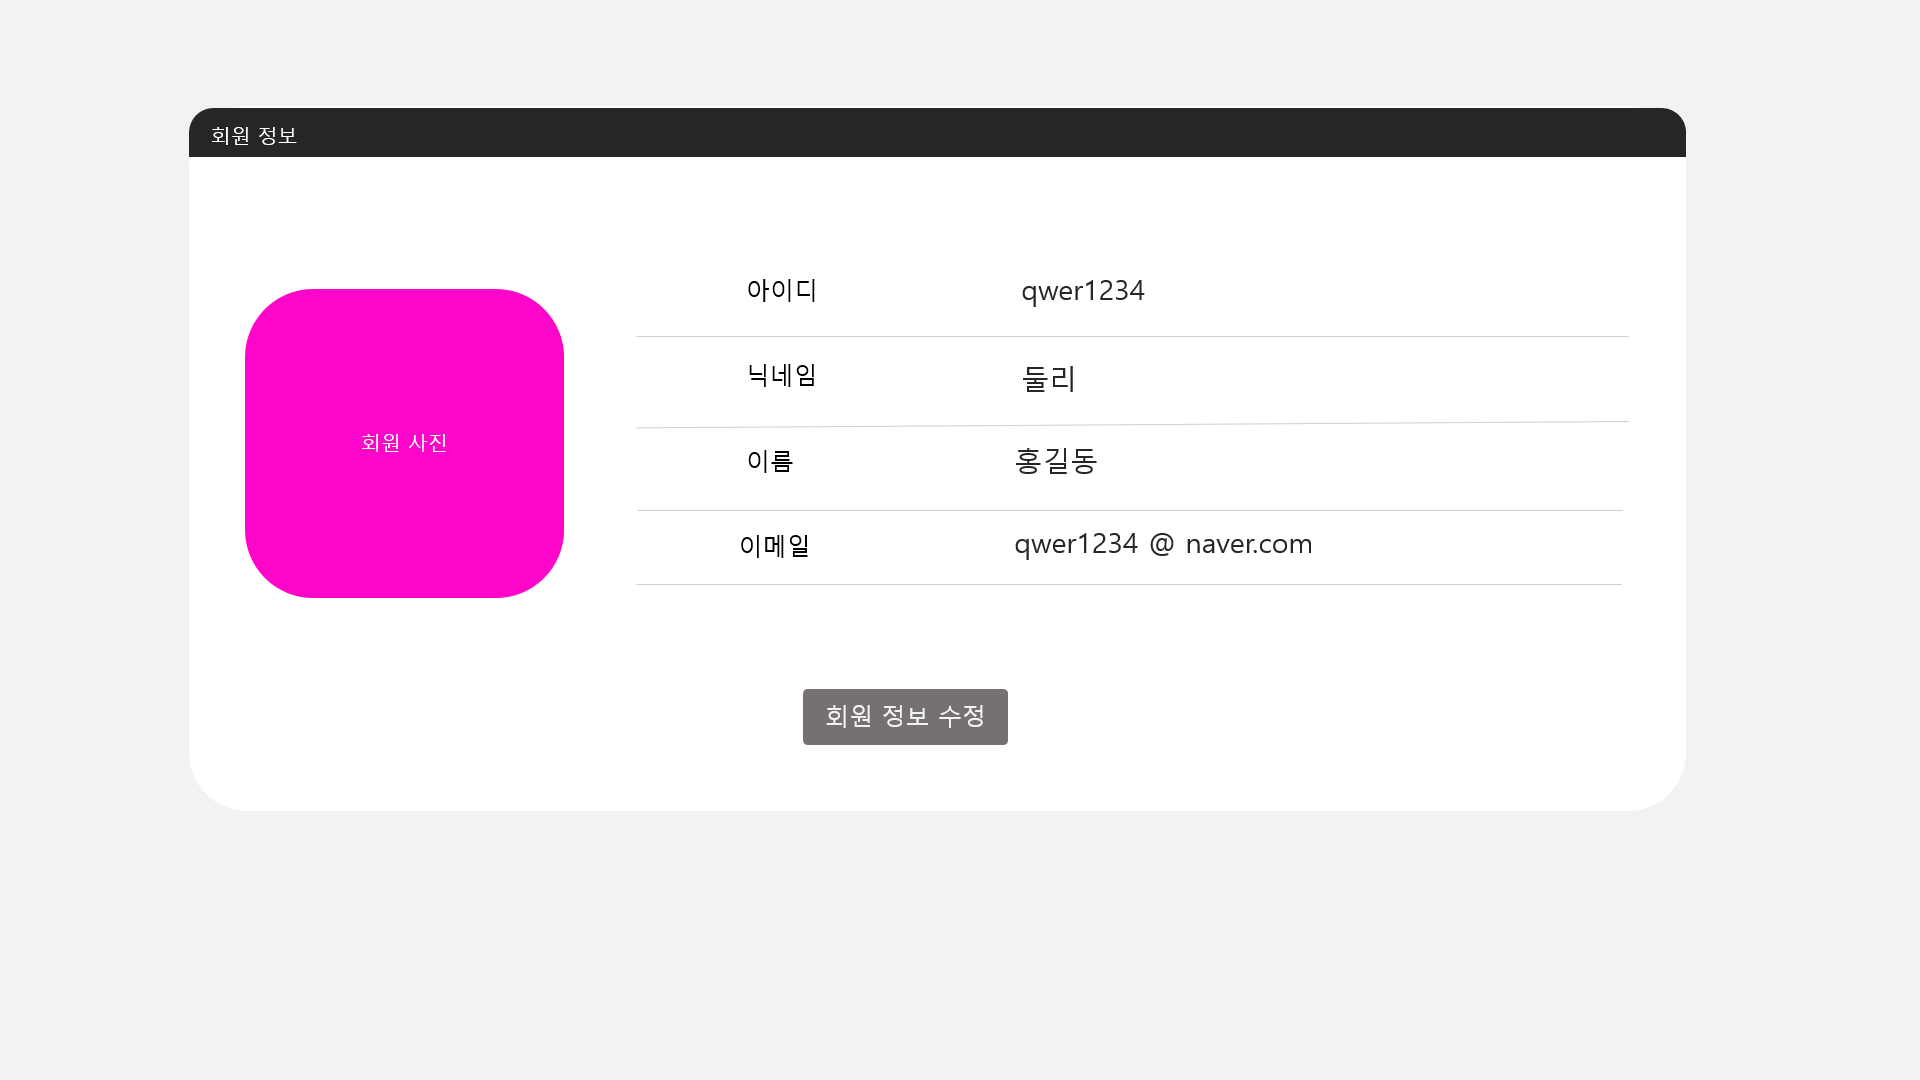 회원 정보
회원 사진
아이디 qwer1234
닉네임 둘리
이름 홍길동
이메일 qwer1234 @ naver.com
회원 정보 수정